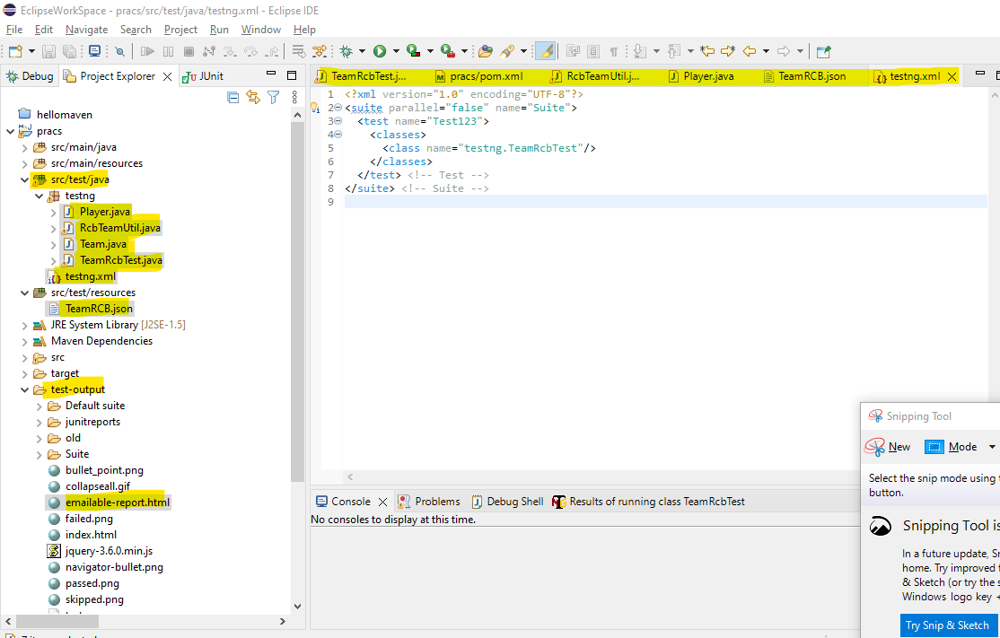 EclipseWorkSpace - pracs/src/test/java/testng.xml - Eclipse IDE
File Edit Navigate Search Project Run Window Help
Debug Project Explorer JUnit
hellomaven
pracs
src/main/java
src/main/resources
src/test/java
testng
Player.java
RcbTeamUtil.java
Team.java
TeamRcbTest.java
testng.xml
src/test/resources
TeamRCB.json
JRE System Library [J2SE-1.5]
Maven Dependencies
src
target
test-output
Default suite
junitreports
old
Suite
bullet_point.png
collapseall.gif
emailable-report.html
failed.png
index.html
jquery-3.6.0.min.js
navigator-bullet.png
passed.png
skipped.png
TeamRcbTest.j... pracs/pom.xml RcbTeamUtil.j... Player.java TeamRCB.json testng.xml
1 <?xml version="1.0" encoding="UTF-8"?>
2 <suite parallel="false" name="Suite">
3 <test name="Test123">
4 <classes>
5 <class name="testng.TeamRcbTest"/>
6 </classes>
7 </test> <!-- Test -->
8 </suite> <!-- Suite -->
9
Console Problems Debug Shell Results of running class TeamRcbTest
No consoles to display at this time.
Snipping Tool
New Mode
Select the snip mode using
button.
Snipping Tool is
In a future update,
home. Try improved
& Sketch (or try the
Windows logo key +
Try Snip & Sketch